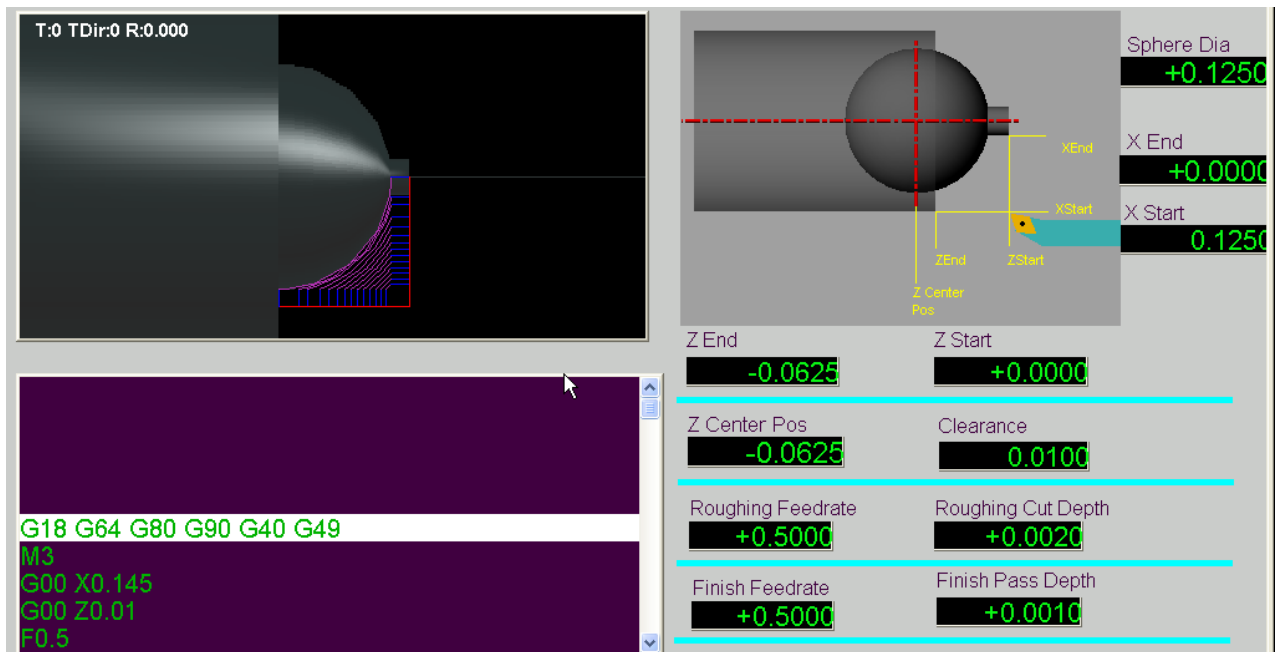 T:0 TDir:0 R:0.000
G18 G64 G80 G90 G40 G49
M3
G00 X0.145
G00 Z0.01
F0.5
XEnd
XStart
ZEnd
ZStart
Z Center
Pos
Sphere Dia
+0.1250
X End
+0.0000
X Start
0.1250
Z End
-0.0625
Z Start
+0.0000
Z Center Pos
-0.0625
Clearance
0.0100
Roughing Feedrate
+0.5000
Roughing Cut Depth
+0.0020
Finish Feedrate
+0.5000
Finish Pass Depth
+0.0010